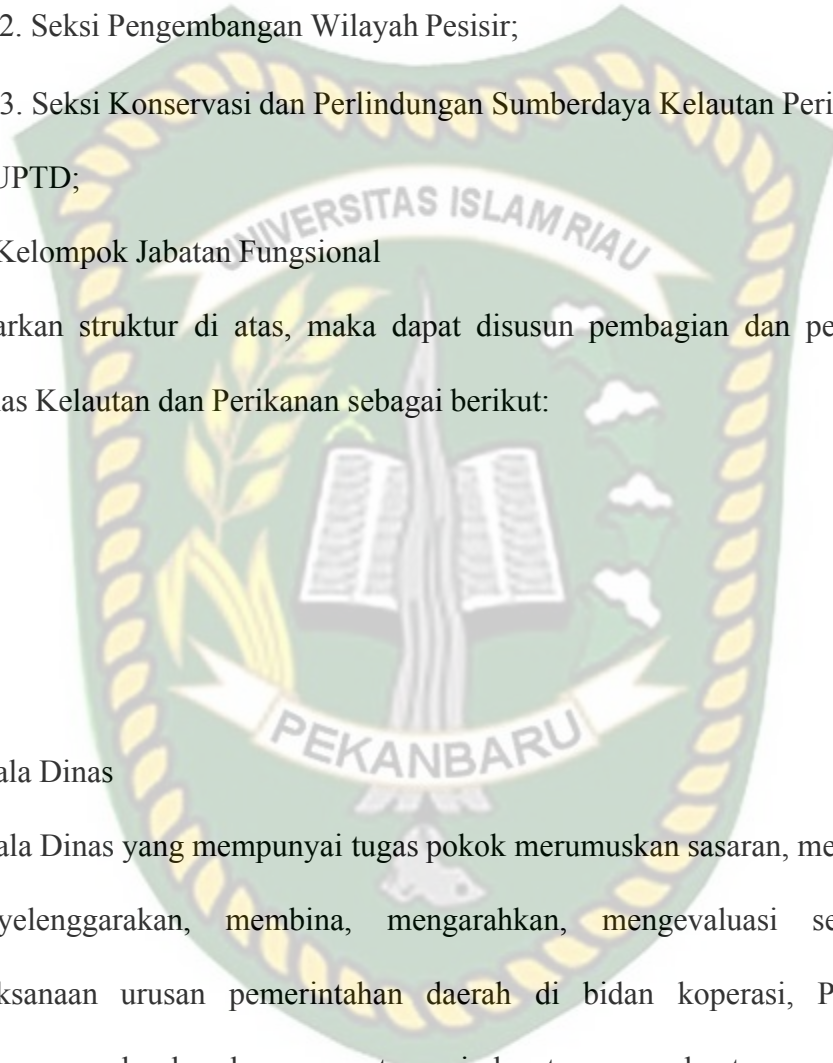 2. Seksi Pengembangan Wilayah Pesisir;
3. Seksi Konservasi dan Perlindungan Sumberdaya Kelautan Peri
UPTD;
UNIVERSITAS ISLAM RIAU
Kelompok Jabatan Fungsional
arkan struktur di atas, maka dapat disusun pembagian dan pe
as Kelautan dan Perikanan sebagai berikut:
PEKANBARU
ala Dinas
ala Dinas yang mempunyai tugas pokok merumuskan sasaran, me
yelenggarakan, membina, mengarahkan, mengevaluasi se
ksanaan urusan pemerintahan daerah di bidan koperasi, P